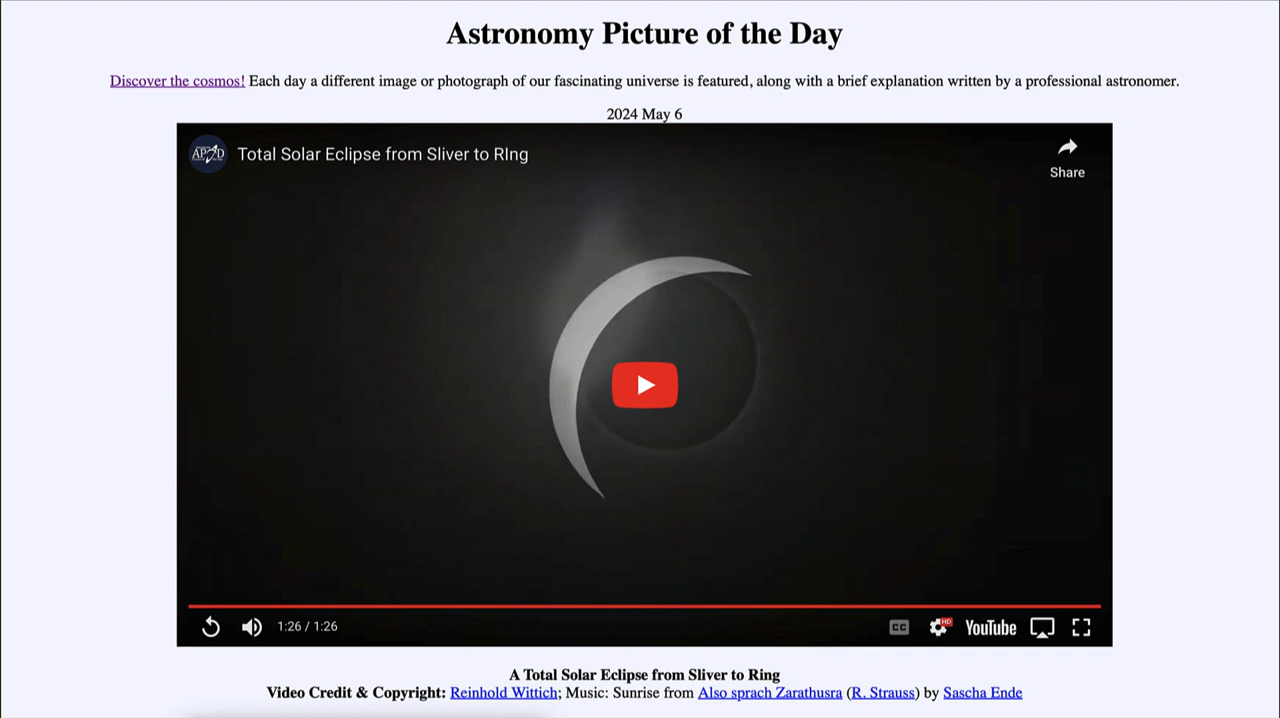 Astronomy Picture of the Day
Discover the cosmos! Each day a different image or photograph of our fascinating universe is featured, along with a brief explanation written by a professional astronomer.
2024 May 6
APOD
Total Solar Eclipse from Sliver to RIng
Share
1:26 / 1:26
CC
HD
YouTube
A Total Solar Eclipse from Sliver to Ring
Video Credit & Copyright: Reinhold Wittich; Music: Sunrise from Also sprach Zarathusra (R. Strauss) by Sascha Ende